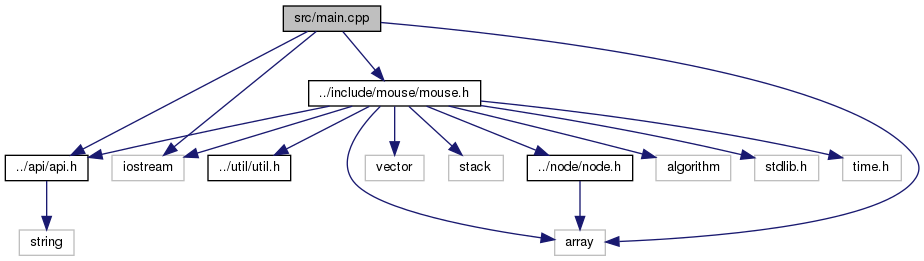 src/main.cpp
../include/mouse/mouse.h
../api/api.h
iostream
../util/util.h
vector
stack
../node/node.h
algorithm
stdlib.h
time.h
string
array